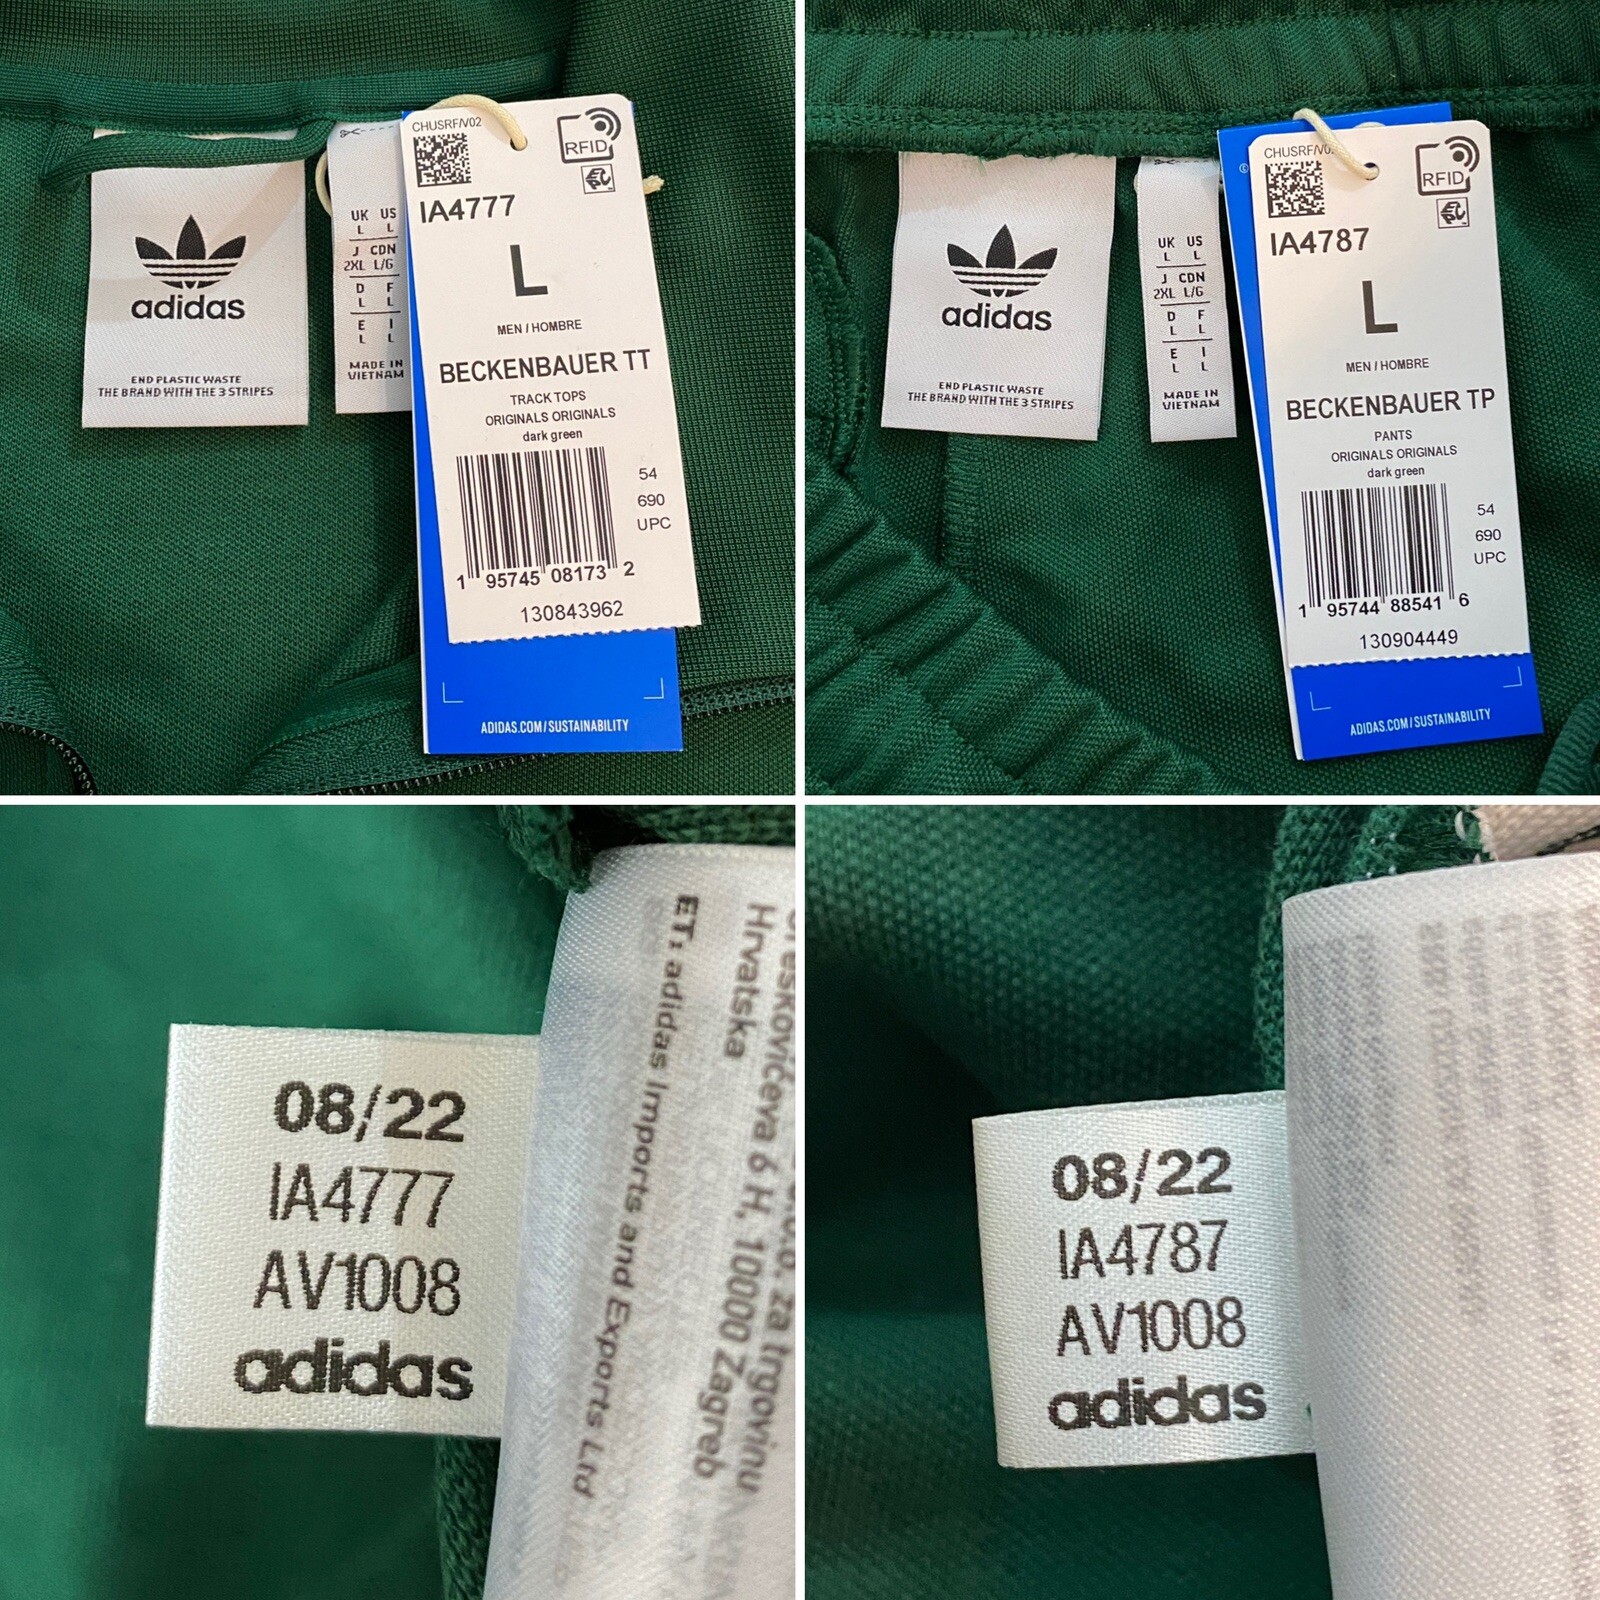 adidas
END PLASTIC WASTE
THE BRAND WITH THE 3 STRIPES
UK US
L L
J CDN
2XL L/G
D F
L L
E I
L L
MADE IN
VIETNAM
CHUSRF/V02
RFID
IA4777
L
MEN / HOMBRE
BECKENBAUER TT
TRACK TOPS
ORIGINALS ORIGINALS
dark green
54
690
UPC
1 95745 08173 2
130843962
ADIDAS.COM/SUSTAINABILITY
adidas
END PLASTIC WASTE
THE BRAND WITH THE 3 STRIPES
UK US
L L
J CDN
2XL L/G
D F
L L
E I
L L
MADE IN
VIETNAM
CHUSRF/V0
RFID
IA4787
L
MEN / HOMBRE
BECKENBAUER TP
PANTS
ORIGINALS ORIGINALS
dark green
54
690
UPC
1 95744 88541 6
130904449
ADIDAS.COM/SUSTAINABILITY
08/22
IA4777
AV1008
adidas
za trgovinu
6 H, 10000 Zagreb
Hrvatska
ET: adidas Imports and Exports Ltd
08/22
IA4787
AV1008
adidas